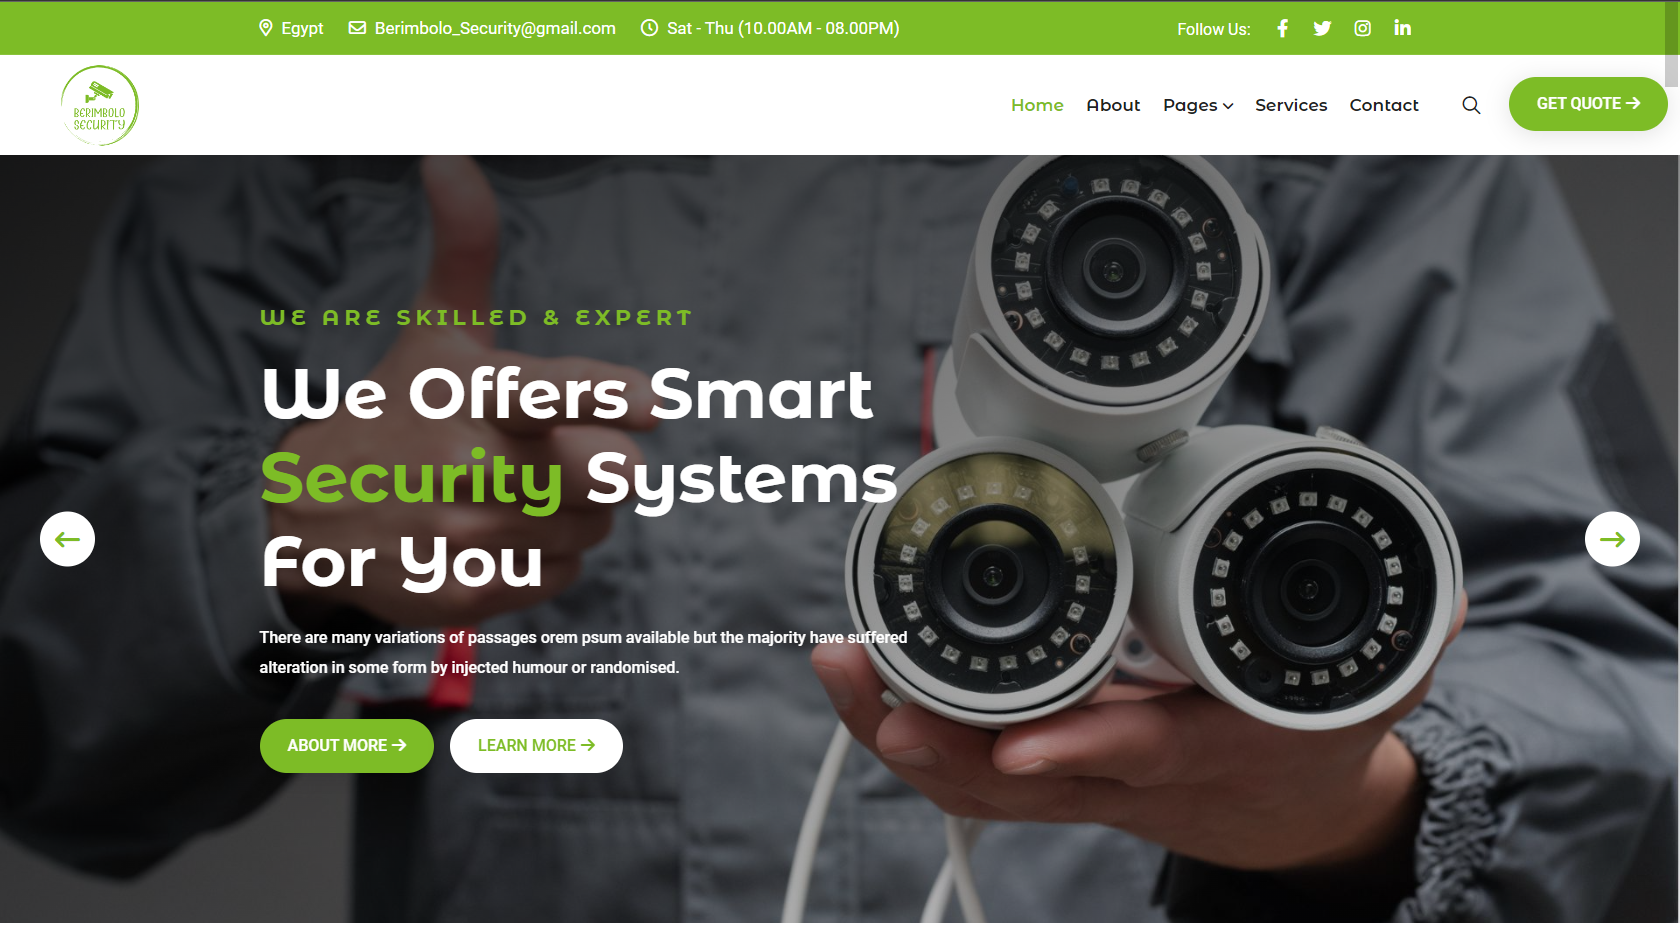 Egypt Berimbolo_Security@gmail.com Sat - Thu (10.00AM - 08.00PM) Follow Us:
BERIMBOLO
SECURITY
Home About Pages Services Contact GET QUOTE
WE ARE SKILLED & EXPERT
We Offers Smart
Security Systems
For You
There are many variations of passages orem psum available but the majority have suffered
alteration in some form by injected humour or randomised.
ABOUT MORE LEARN MORE